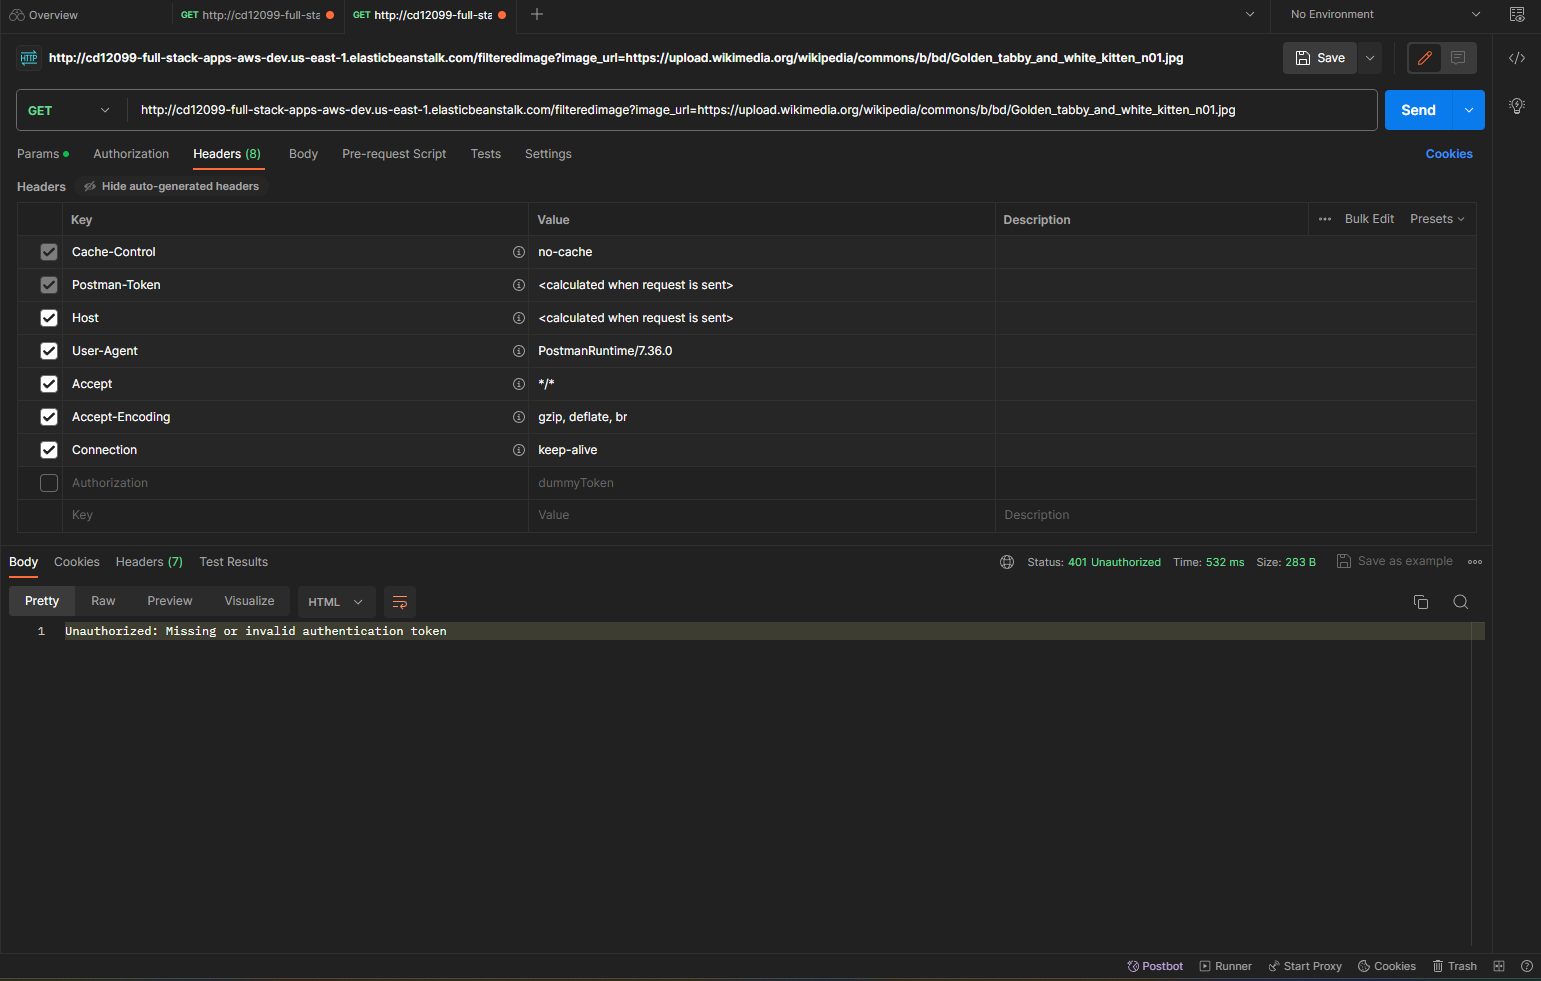 Overview
GET http://cd12099-full-sta
GET http://cd12099-full-sta
No Environment
HTTP http://cd12099-full-stack-apps-aws-dev.us-east-1.elasticbeanstalk.com/filteredimage?image_url=https://upload.wikimedia.org/wikipedia/commons/b/bd/Golden_tabby_and_white_kitten_n01.jpg
Save
GET http://cd12099-full-stack-apps-aws-dev.us-east-1.elasticbeanstalk.com/filteredimage?image_url=https://upload.wikimedia.org/wikipedia/commons/b/bd/Golden_tabby_and_white_kitten_n01.jpg
Send
Params Authorization Headers (8) Body Pre-request Script Tests Settings Cookies
Headers Hide auto-generated headers
Key Value Description Bulk Edit Presets
Cache-Control no-cache
Postman-Token <calculated when request is sent>
Host <calculated when request is sent>
User-Agent PostmanRuntime/7.36.0
Accept */*
Accept-Encoding gzip, deflate, br
Connection keep-alive
Authorization dummyToken
Key Value Description
Body Cookies Headers (7) Test Results Status: 401 Unauthorized Time: 532 ms Size: 283 B Save as example
Pretty Raw Preview Visualize HTML
1 Unauthorized: Missing or invalid authentication token
Postbot Runner Start Proxy Cookies Trash